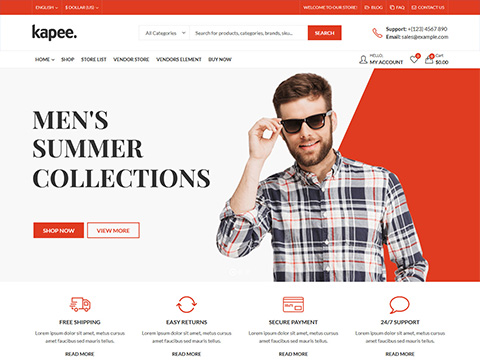 ENGLISH
$ DOLLAR (US)
WELCOME TO OUR STORE!
BLOG
FAQ
CONTACT US
kapee.
All Categories
Search for products, categories, brands, sku...
SEARCH
Support: +(123) 4567 890
Email: sales@example.com
HOME
SHOP
STORE LIST
VENDOR STORE
VENDORS ELEMENT
BUY NOW
HELLO,
MY ACCOUNT
0
0
Cart
$0.00
MEN'S
SUMMER
COLLECTIONS
SHOP NOW
VIEW MORE
FREE SHIPPING
Lorem ipsum dolor sit amet, metus cursus
amet faucibus sed mauris cursus.
READ MORE
EASY RETURNS
Lorem ipsum dolor sit amet, metus cursus
amet faucibus sed mauris cursus.
READ MORE
SECURE PAYMENT
Lorem ipsum dolor sit amet, metus cursus
amet faucibus sed mauris cursus.
READ MORE
24/7 SUPPORT
Lorem ipsum dolor sit amet, metus cursus
amet faucibus sed mauris cursus.
READ MORE